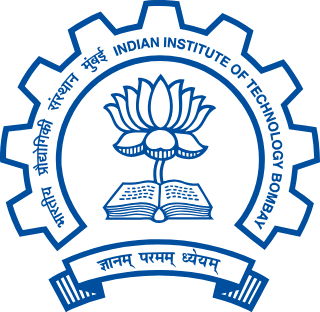 भारतीय प्रौद्योगिकी संस्थान मुंबई
INDIAN INSTITUTE OF TECHNOLOGY BOMBAY
ज्ञानम् परमम् ध्येयम्